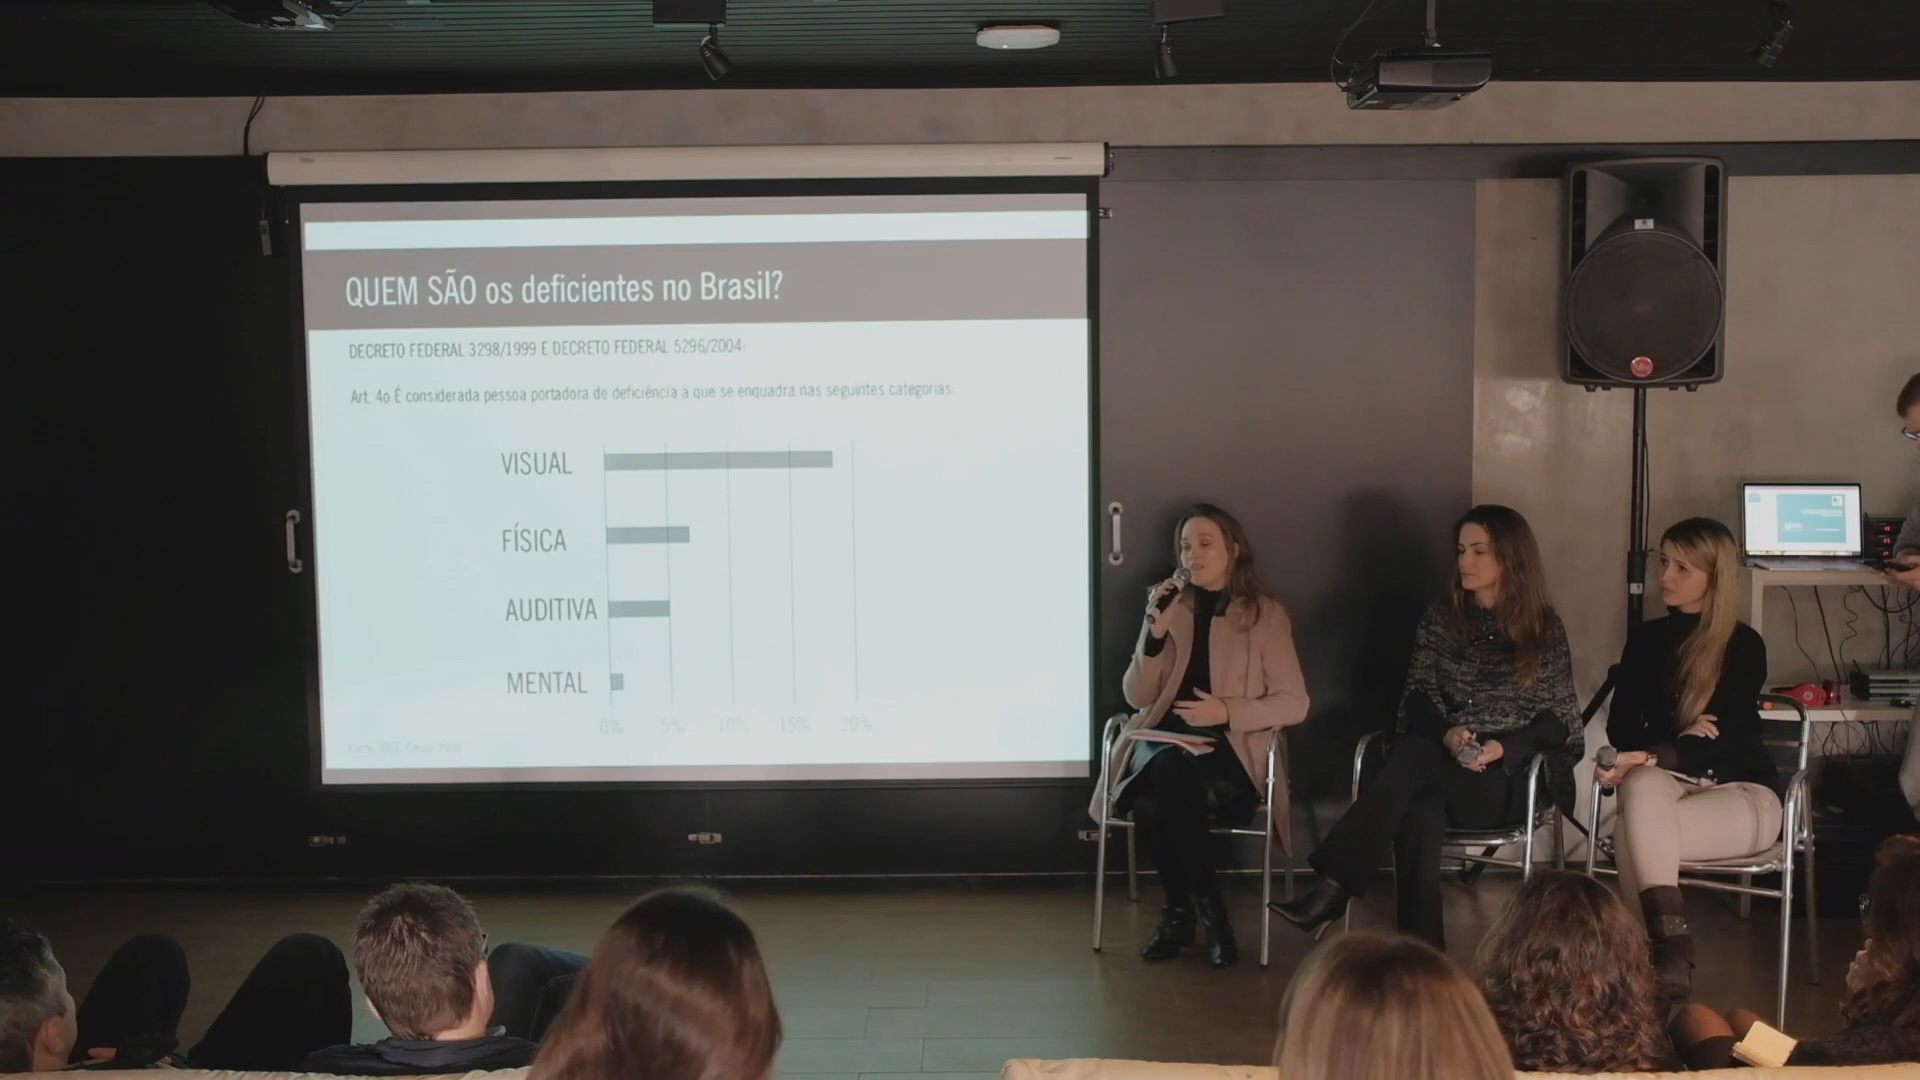 QUEM SÃO os deficientes no Brasil?
DECRETO FEDERAL 3298/1999 E DECRETO FEDERAL 5296/2004:
Art. 4o É considerada pessoa portadora de deficiência a que se enquadra nas seguintes categorias:
VISUAL
FÍSICA
AUDITIVA
MENTAL
0% 5% 10% 15% 20%